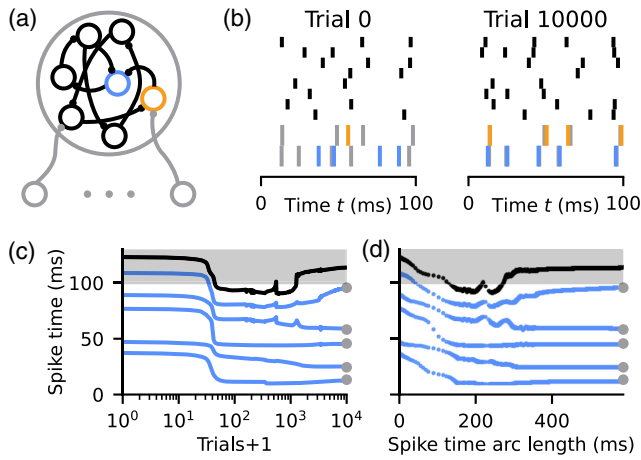 (a)
(b)
Trial 0
Trial 10000
0
Time t (ms)
100
0
Time t (ms)
100
(c)
(d)
Spike time (ms)
100
50
0
10^0
10^1
10^2
10^3
10^4
Trials+1
0
200
400
Spike time arc length (ms)